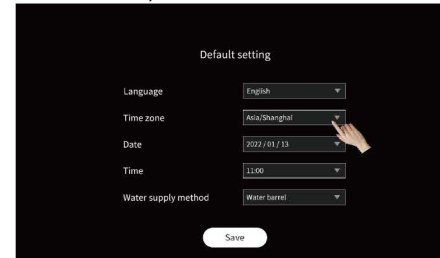 Default setting
Language English
Time zone Asia/Shanghai
Date 2022 / 01 / 13
Time 11:00
Water supply method Water barrel
Save